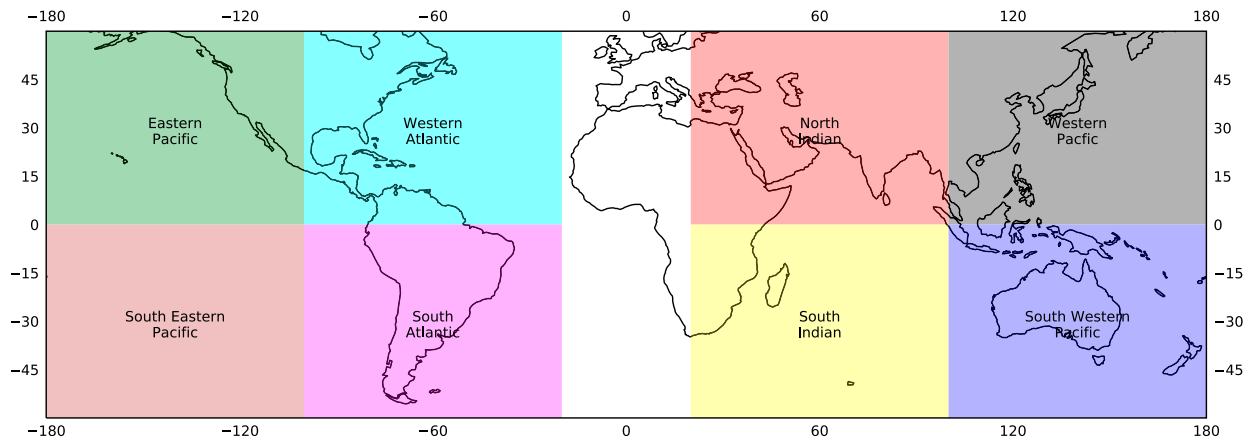 −180 −120 −60 0 60 120 180
45 45
Eastern Pacific
Western Atlantic
North Indian
Western Pacfic
30 30
15 15
0 0
−15 −15
South Eastern Pacific
South Atlantic
South Indian
South Western Pacific
−30 −30
−45 −45
−180 −120 −60 0 60 120 180